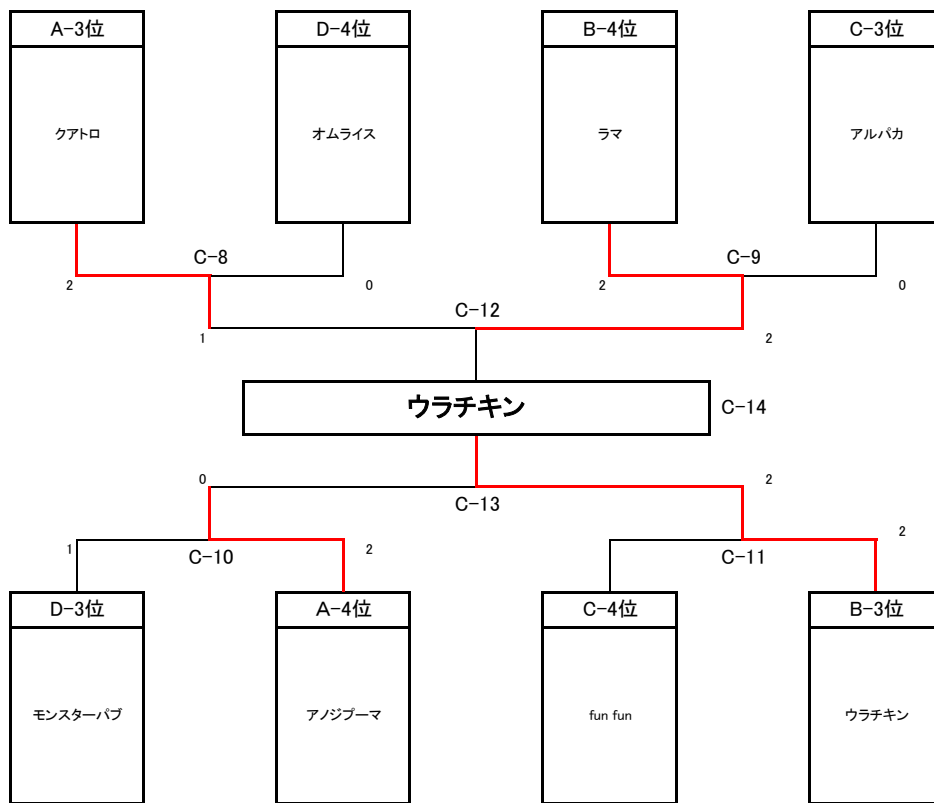 A-3位
D-4位
B-4位
C-3位
クアトロ
オムライス
ラマ
アルパカ
C-8
C-9
2
0
2
0
C-12
1
2
ウラチキン
C-14
0
2
C-13
1
C-10
2
C-11
2
D-3位
A-4位
C-4位
B-3位
モンスターパブ
アノジプーマ
fun fun
ウラチキン